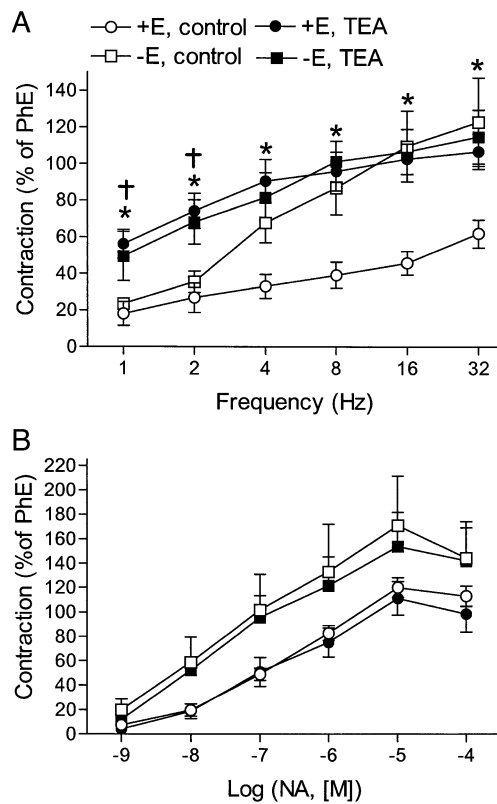 A
+E, control +E, TEA
-E, control -E, TEA
Contraction (% of PhE)
140
120
100
80
60
40
20
0
† † 
* * * * * *
1 2 4 8 16 32
Frequency (Hz)
B
Contraction (%of PhE)
220
200
180
160
140
120
100
80
60
40
20
0
-9 -8 -7 -6 -5 -4
Log (NA, [M])